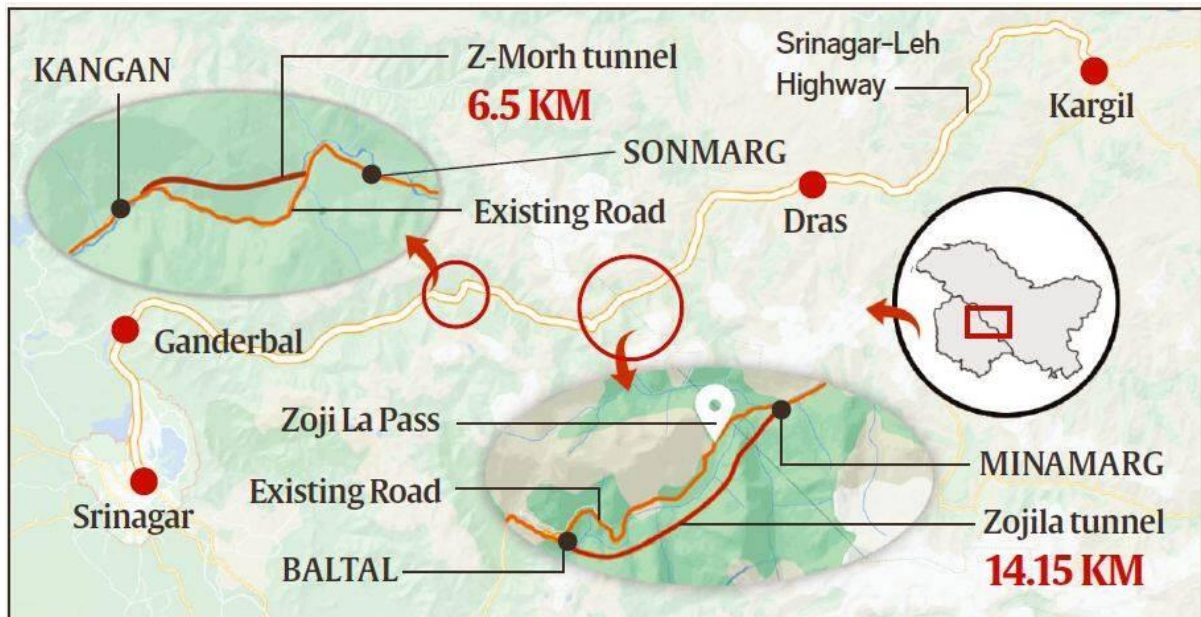 KANGAN
Z-Morh tunnel
6.5 KM
Srinagar-Leh
Highway
Kargil
SONMARG
Existing Road
Dras
Ganderbal
Zoji La Pass
Existing Road
MINAMARG
Srinagar
Zojila tunnel
BALTAL
14.15 KM